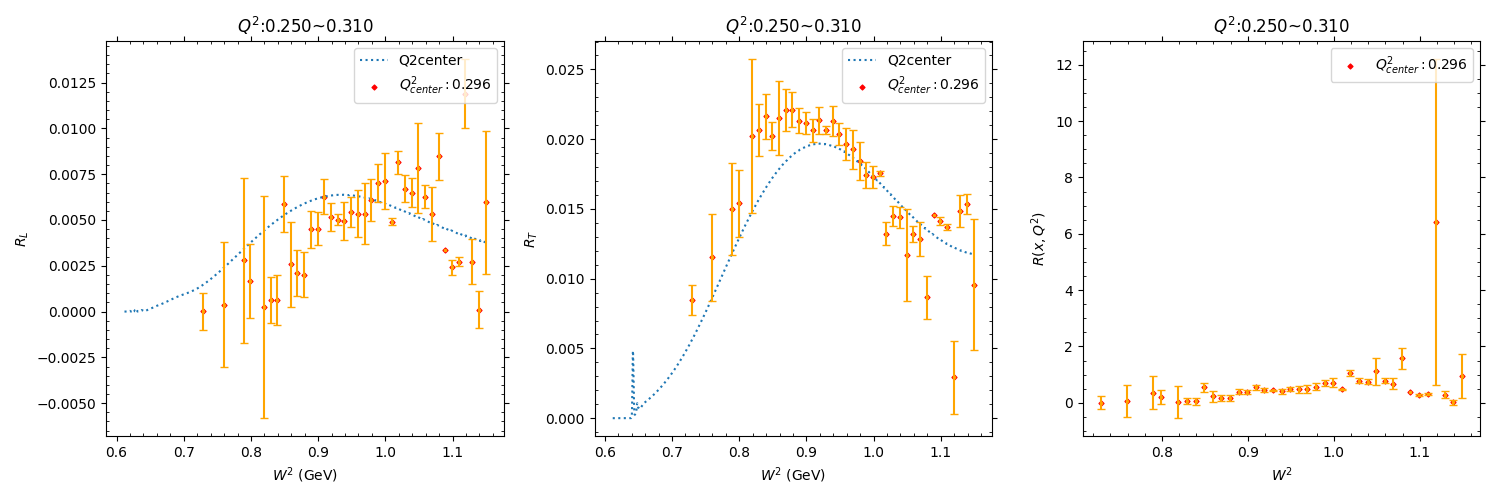 Q²:0.250~0.310
Q2center
Q²center : 0.296
0.0125
0.0100
0.0075
0.0050
0.0025
0.0000
−0.0025
−0.0050
R_L
0.6 0.7 0.8 0.9 1.0 1.1
W² (GeV)
Q²:0.250~0.310
Q2center
Q²center : 0.296
0.025
0.020
0.015
0.010
0.005
0.000
R_T
0.6 0.7 0.8 0.9 1.0 1.1
W² (GeV)
Q²:0.250~0.310
Q²center : 0.296
12
10
8
6
4
2
0
R(x, Q²)
0.8 0.9 1.0 1.1
W²